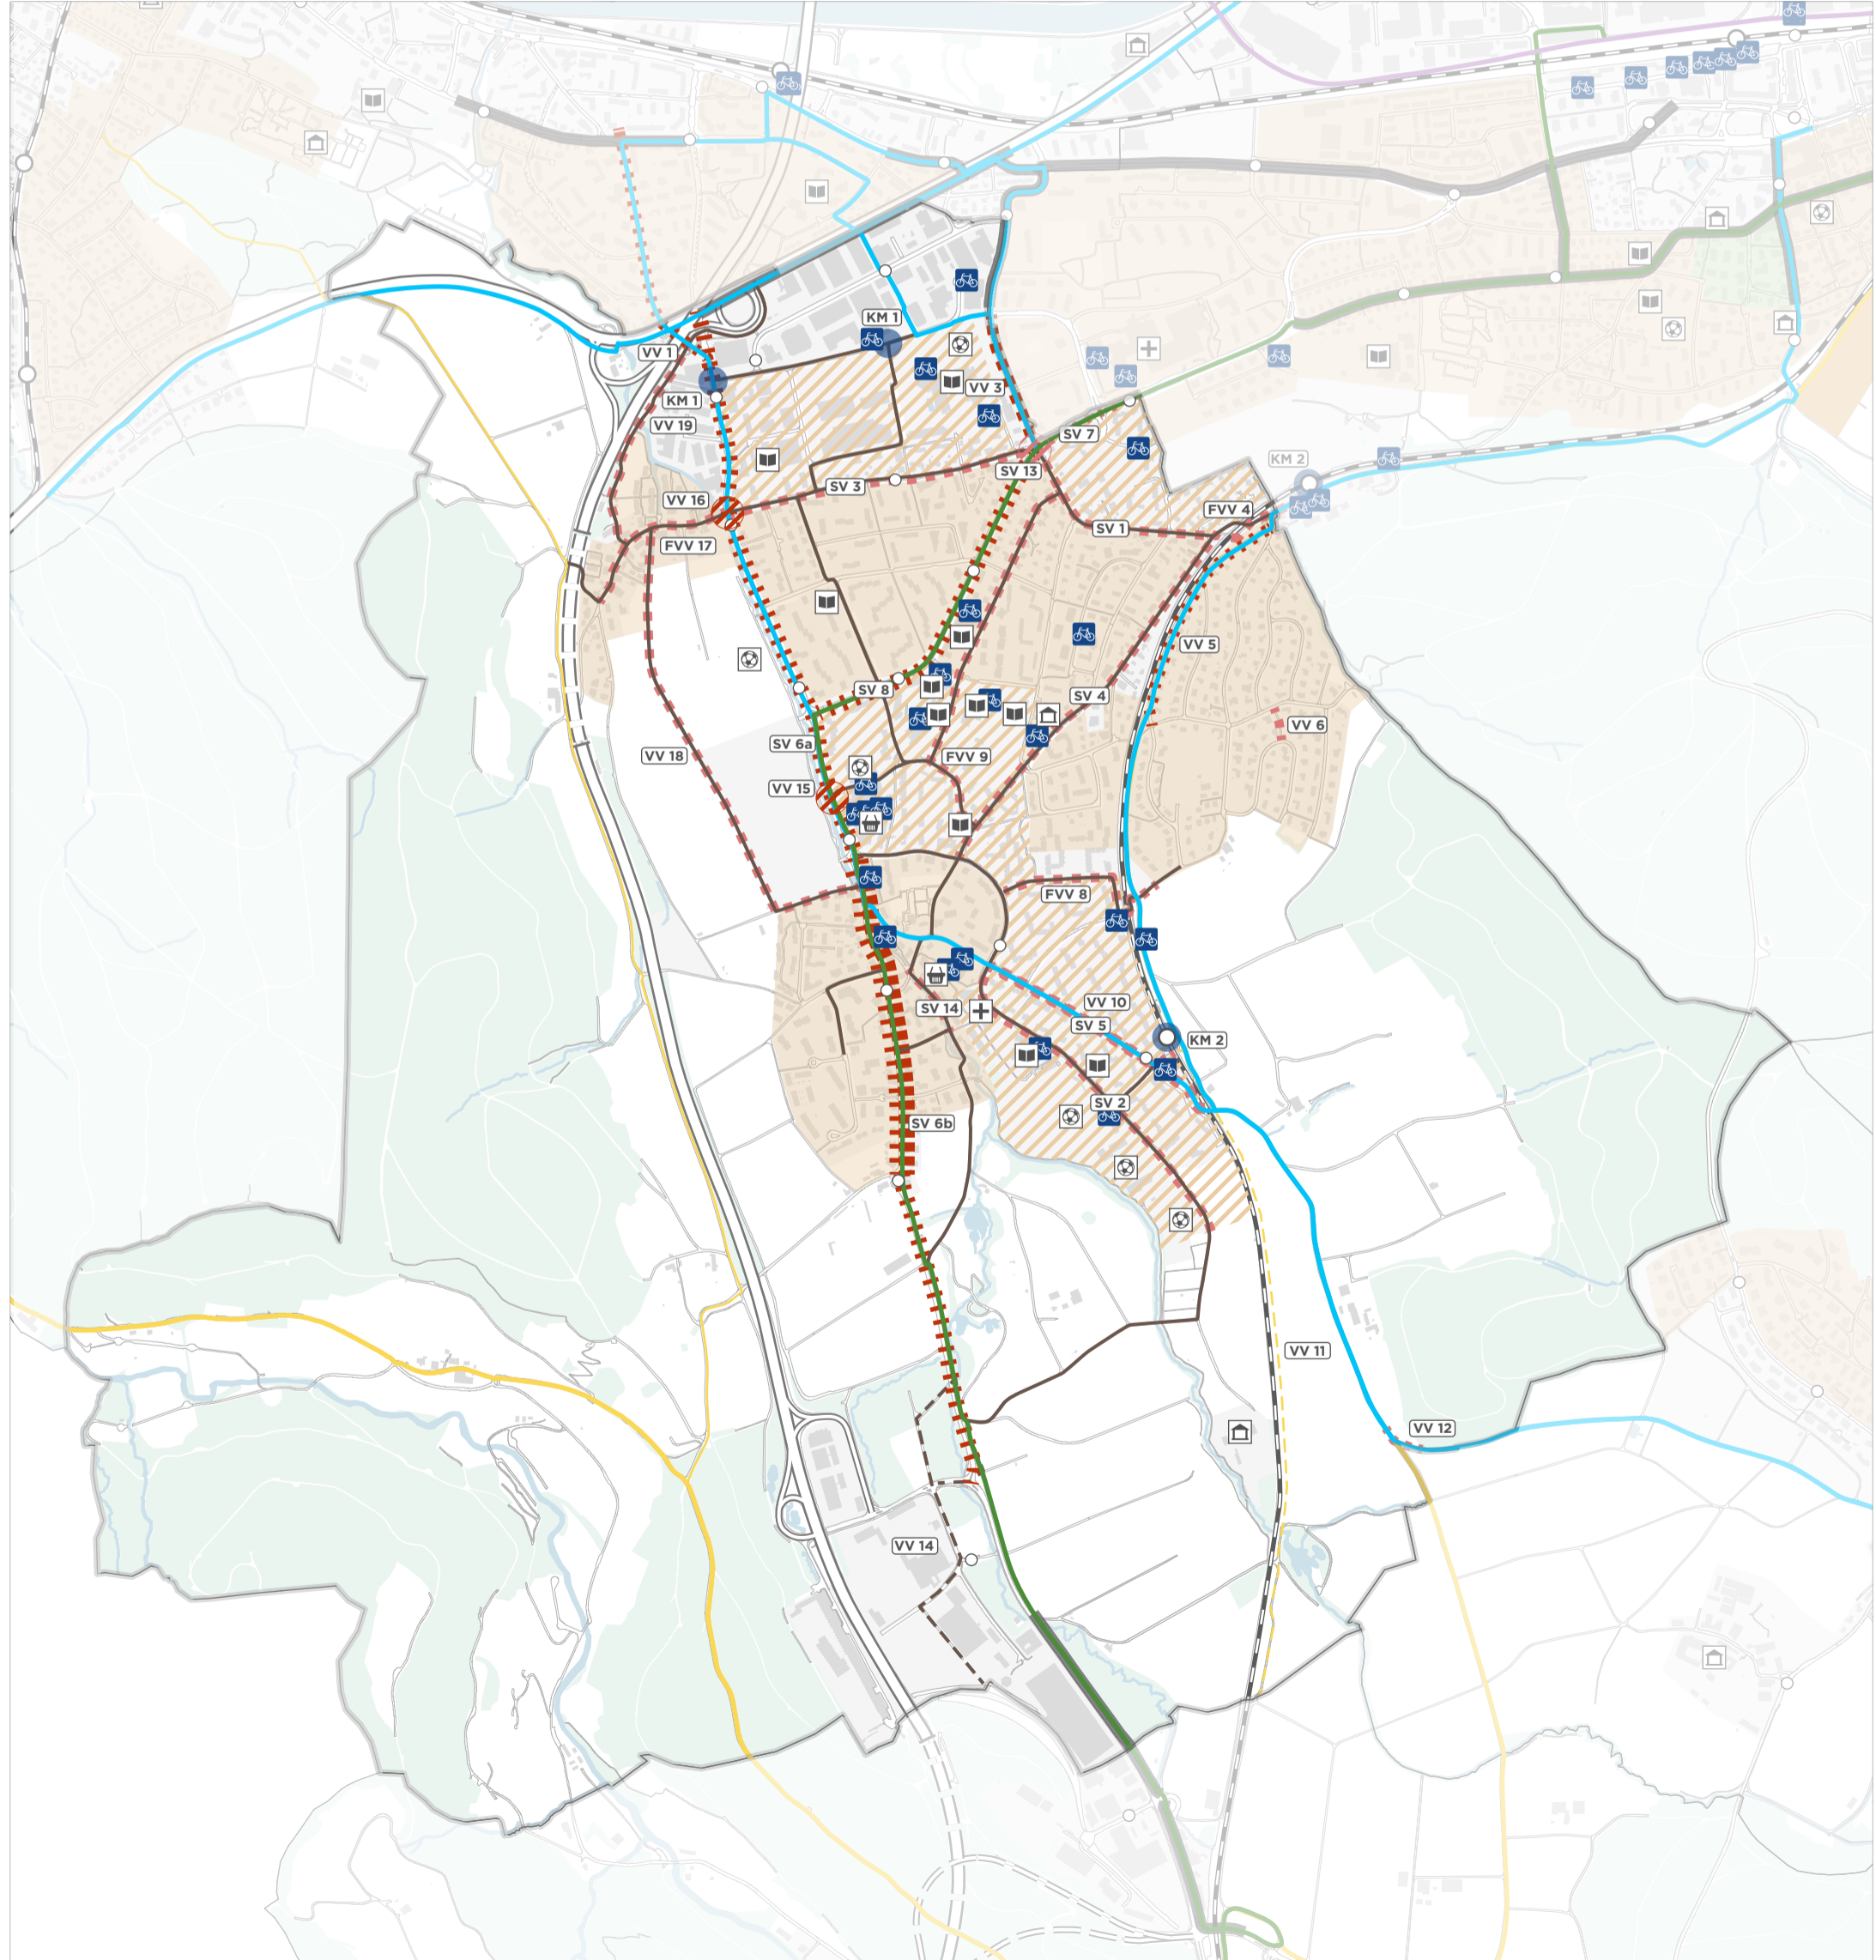 KM 1
VV 1
VV 3
KM 1
VV 19
SV 7
KM 2
SV 13
SV 3
VV 16
FVV 4
SV 1
FVV 17
VV 5
SV 8
SV 4
VV 6
SV 6a
VV 18
FVV 9
VV 15
FVV 8
VV 10
SV 14
SV 5
KM 2
SV 2
SV 6b
VV 11
VV 12
VV 14